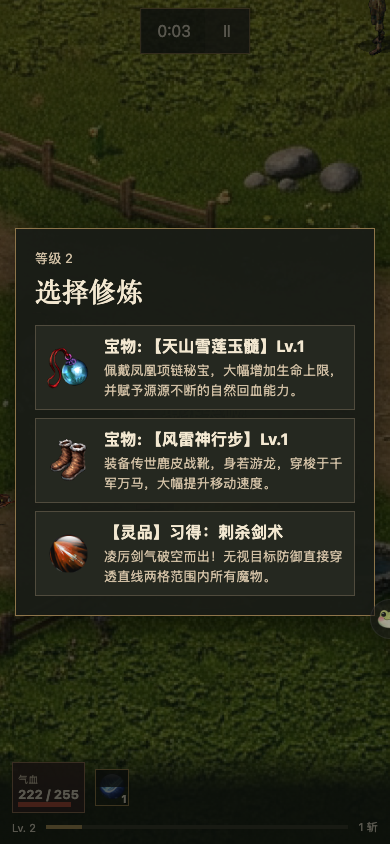 0:03 II
等级 2
选择修炼
宝物: 【天山雪莲玉髓】Lv.1
佩戴凤凰项链秘宝，大幅增加生命上限，
并赋予源源不断的自然回血能力。
宝物: 【风雷神行步】Lv.1
装备传世鹿皮战靴，身若游龙，穿梭于千
军万马，大幅提升移动速度。
【灵品】习得：刺杀剑术
凌厉剑气破空而出！无视目标防御直接穿
透直线两格范围内所有魔物。
气血
222 / 255
1
Lv. 2
1 斩